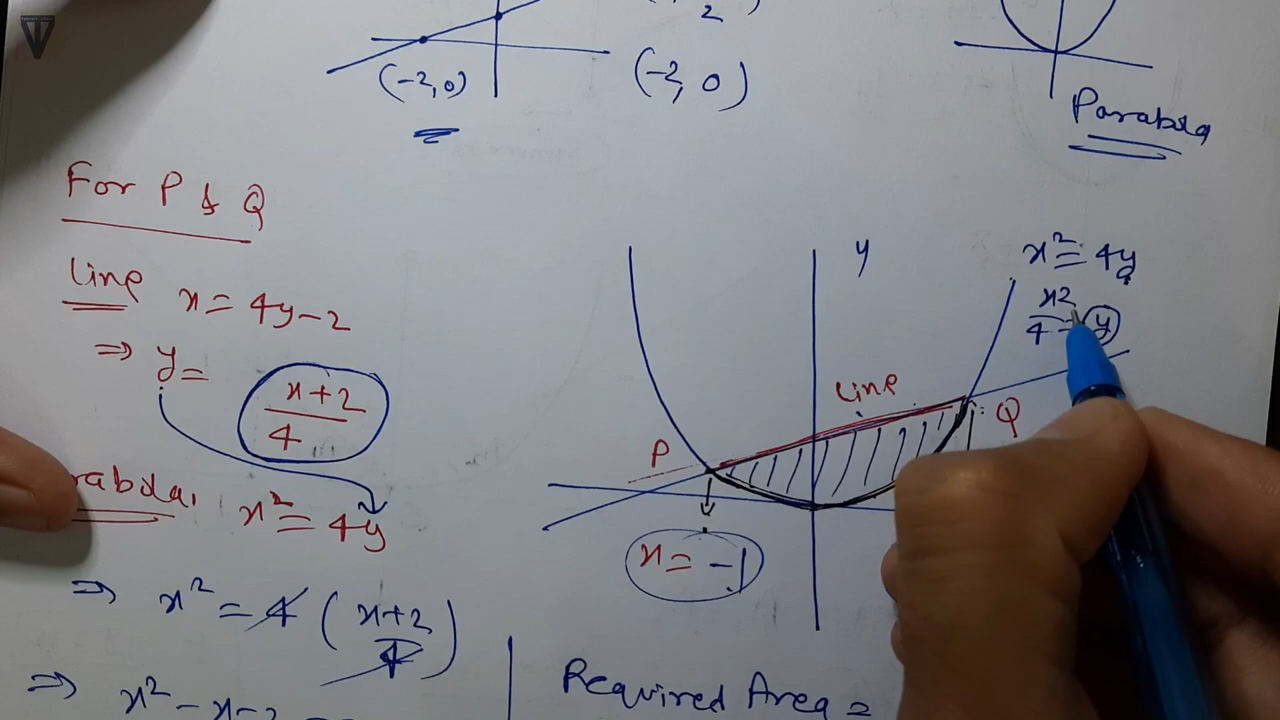 2
(-2, 0)
(-2, 0)
Parabola
For P & Q
Line x = 4y-2
⇒ y = x+2/4
rabola, x² = 4y
⇒ x² = 4 (x+2/4)
⇒ x² - x - 2
y
x² = 4y
x²/4 = y
Line
P
Q
x = -1
Required Area =